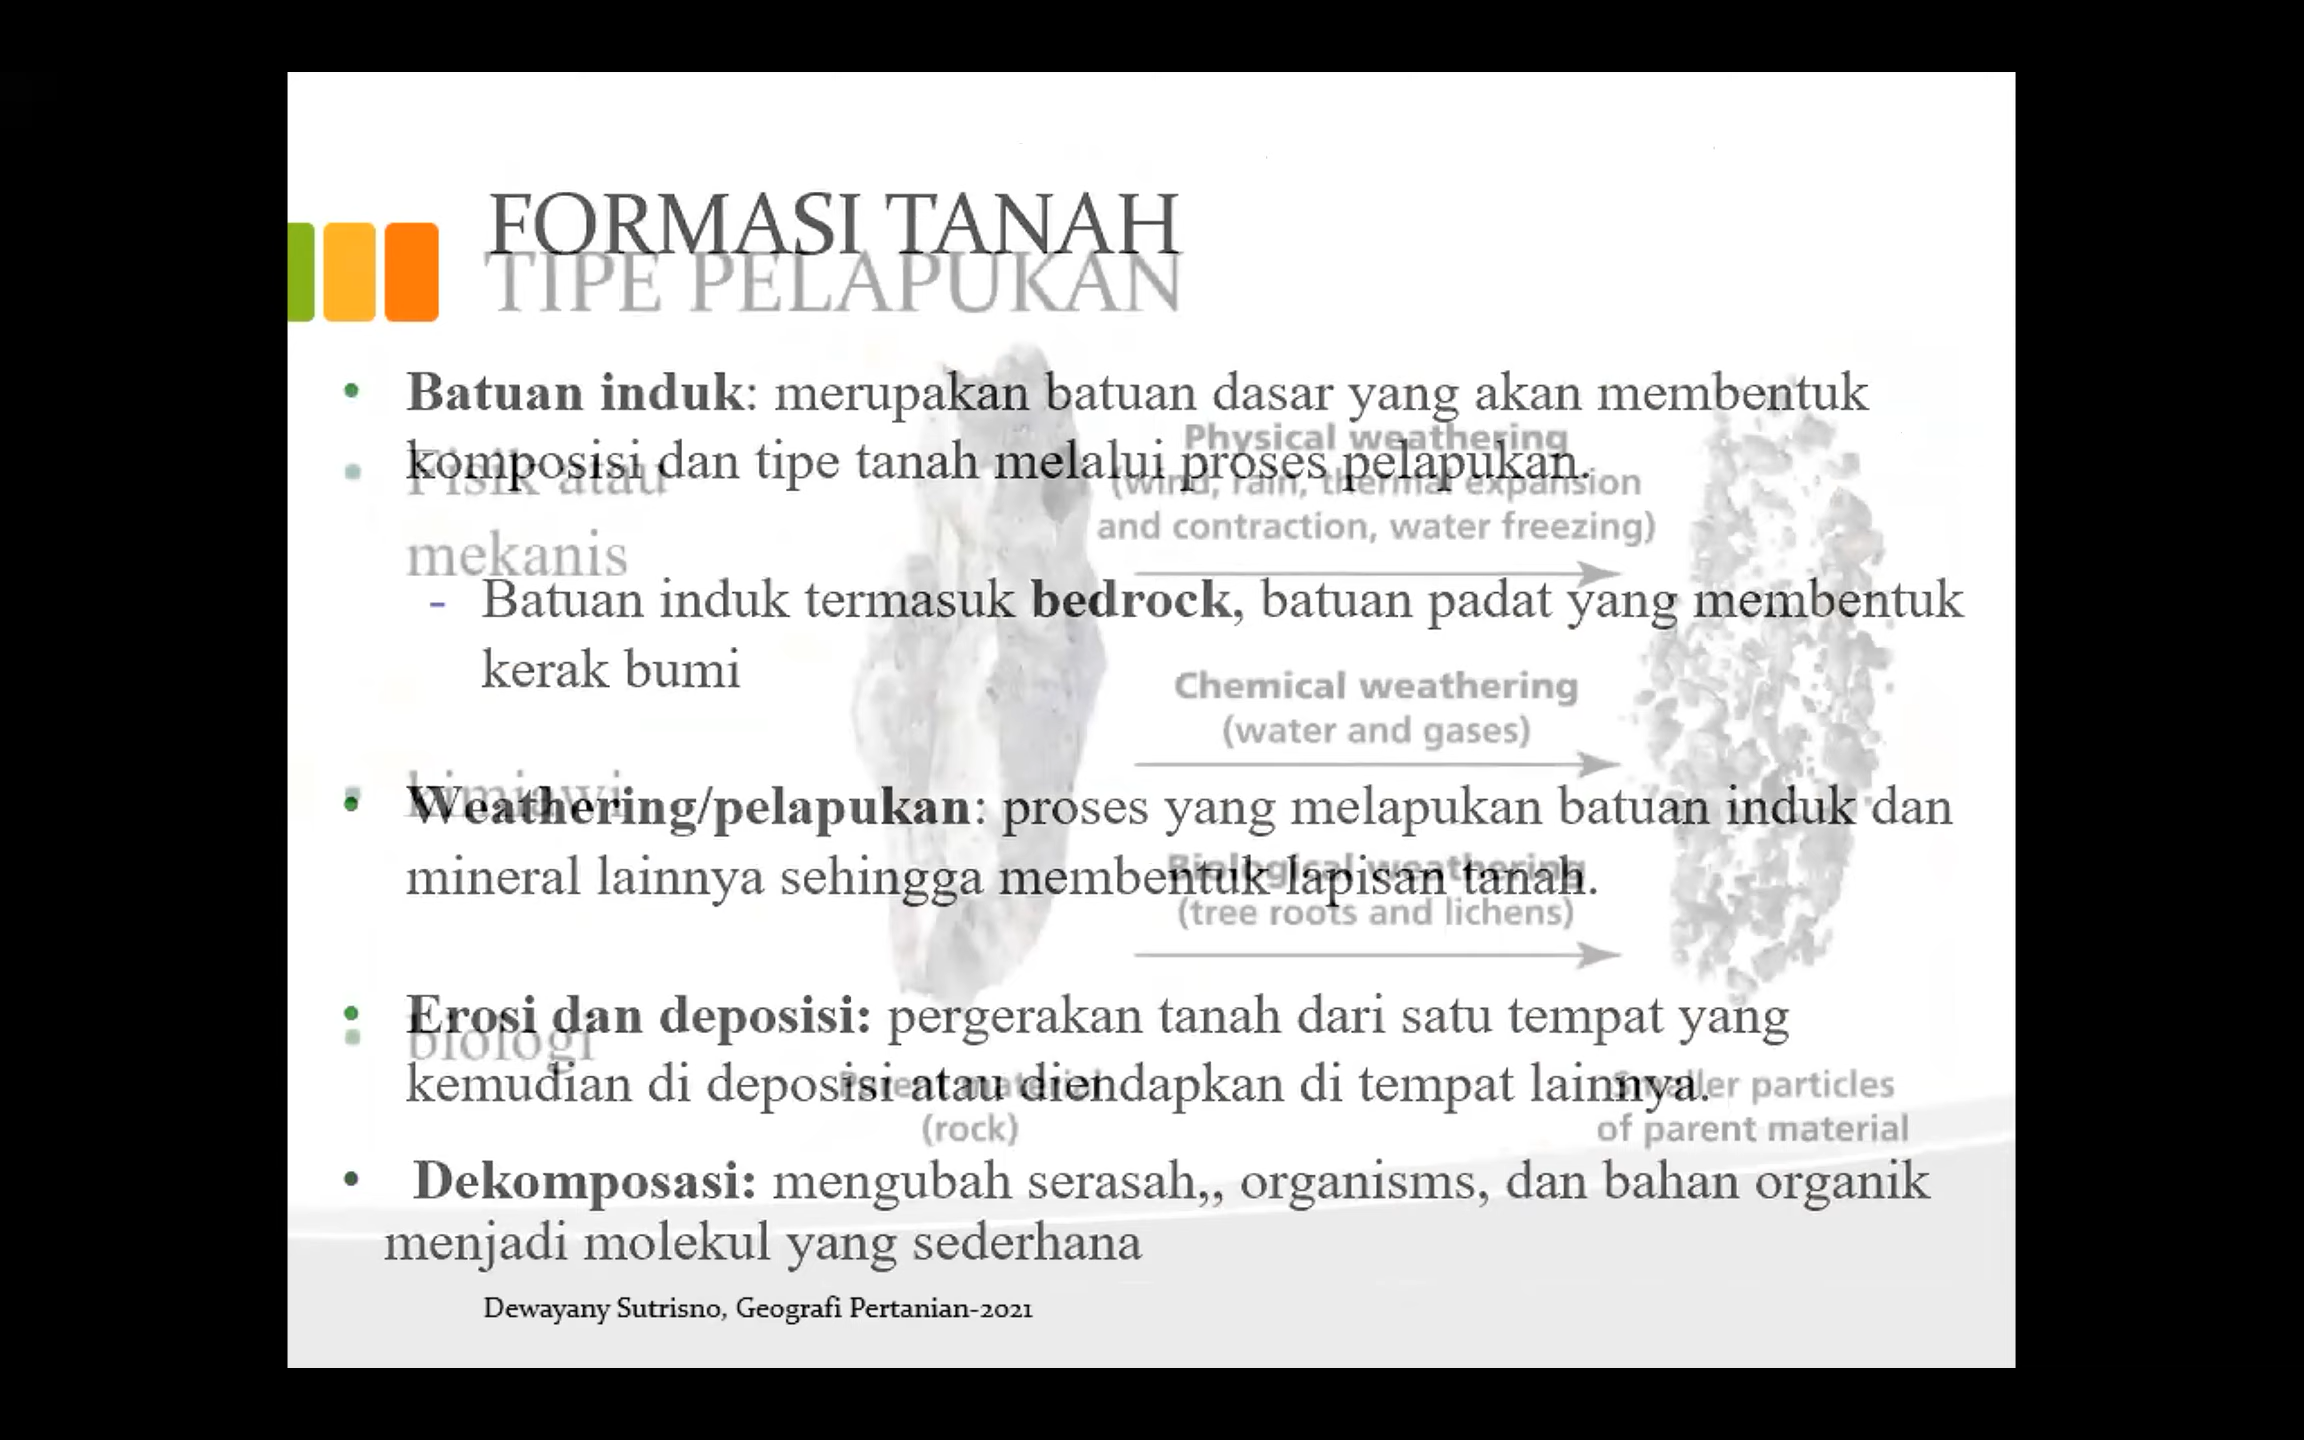 FORMASI TANAH
TIPE PELAPUKAN
• Batuan induk: merupakan batuan dasar yang akan membentuk
komposisi dan tipe tanah melalui proses pelapukan.
- Batuan induk termasuk bedrock, batuan padat yang membentuk
kerak bumi
• Weathering/pelapukan: proses yang melapukan batuan induk dan
mineral lainnya sehingga membentuk lapisan tanah.
• Erosi dan deposisi: pergerakan tanah dari satu tempat yang
kemudian di deposisi atau diendapkan di tempat lainnya.
• Dekomposasi: mengubah serasah,, organisms, dan bahan organik
menjadi molekul yang sederhana
Fisik atau
mekanis
kimiawi
biologi
Physical weathering
(wind, rain, thermal expansion
and contraction, water freezing)
Chemical weathering
(water and gases)
Biological weathering
(tree roots and lichens)
Parent material
(rock)
Smaller particles
of parent material
Dewayany Sutrisno, Geografi Pertanian-2021